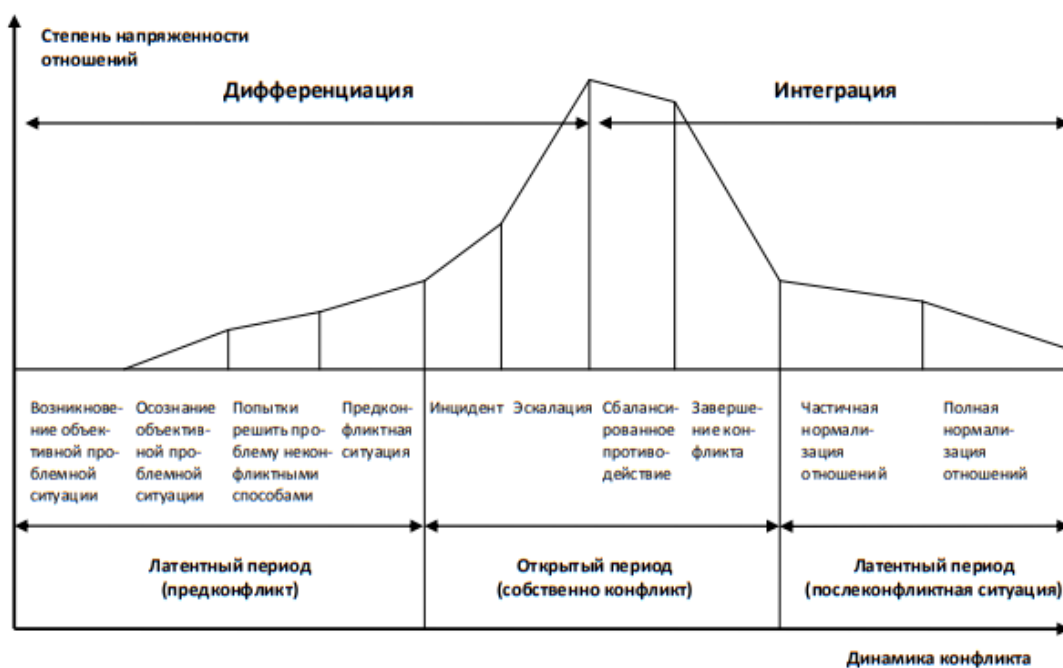 Степень напряженности
отношений
Дифференциация
Интеграция
Возникнове-
ние объек-
тивной про-
блемной
ситуации
Осознание
объектив-
ной про-
блемной
ситуации
Попытки
решить про-
блему некон-
фликтными
способами
Предкон-
фликтная
ситуация
Инцидент
Эскалация
Сбаланси-
рованное
противо-
действие
Заверше-
ние кон-
фликта
Частичная
нормали-
зация
отношений
Полная
нормали-
зация
отношений
Латентный период
(предконфликт)
Открытый период
(собственно конфликт)
Латентный период
(послеконфликтная ситуация)
Динамика конфликта